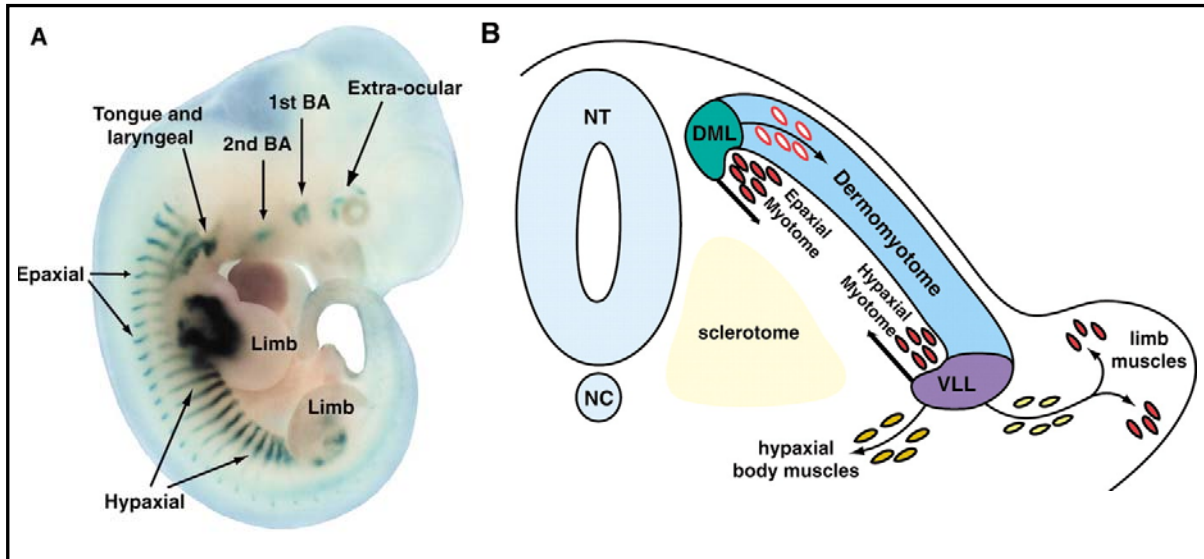 A
Tongue and
laryngeal
1st BA
Extra-ocular
2nd BA
Epaxial
Limb
Limb
Hypaxial
B
NT
DML
Epaxial
Myotome
Dermomyotome
Hypaxial
Myotome
sclerotome
limb
muscles
VLL
NC
hypaxial
body muscles